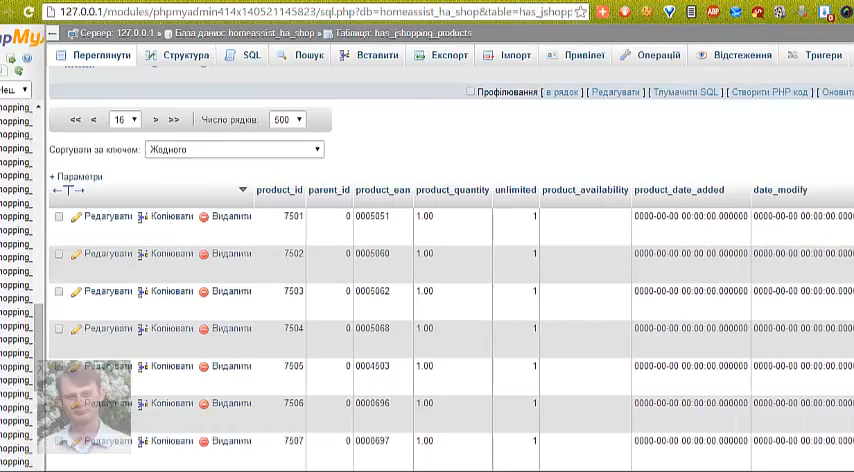 127.0.0.1/modules/phpmyadmin414x140521145823/sql.php?db=homeassist_ha_shop&table=has_jshopp
Сервер: 127.0.0.1 » База даних: homeassist_ha_shop » Таблиця: has_jshopping_products
Переглянути Структура SQL Пошук Вставити Експорт Імпорт Привілеї Операцій Відстеження Тригери
Профілювання [ в рядок ] [ Редагувати ] [ Тлумачити SQL ] [ Створити PHP код ] [ Оновити
<< < 16 > >> Число рядків: 500
Сортувати за ключем: Жодного
+ Параметри
←T→ product_id parent_id product_ean product_quantity unlimited product_availability product_date_added date_modify
Редагувати Копіювати Видалити 7501 0 0005051 1.00 1 0000-00-00 00:00:00.000000 0000-00-00 00:00:00.000
Редагувати Копіювати Видалити 7502 0 0005060 1.00 1 0000-00-00 00:00:00.000000 0000-00-00 00:00:00.000
Редагувати Копіювати Видалити 7503 0 0005062 1.00 1 0000-00-00 00:00:00.000000 0000-00-00 00:00:00.000
Редагувати Копіювати Видалити 7504 0 0005068 1.00 1 0000-00-00 00:00:00.000000 0000-00-00 00:00:00.000
Редагувати Копіювати Видалити 7505 0 0004503 1.00 1 0000-00-00 00:00:00.000000 0000-00-00 00:00:00.000
Редагувати Копіювати Видалити 7506 0 0000696 1.00 1 0000-00-00 00:00:00.000000 0000-00-00 00:00:00.000
Редагувати Копіювати Видалити 7507 0 0000697 1.00 1 0000-00-00 00:00:00.000000 0000-00-00 00:00:00.000